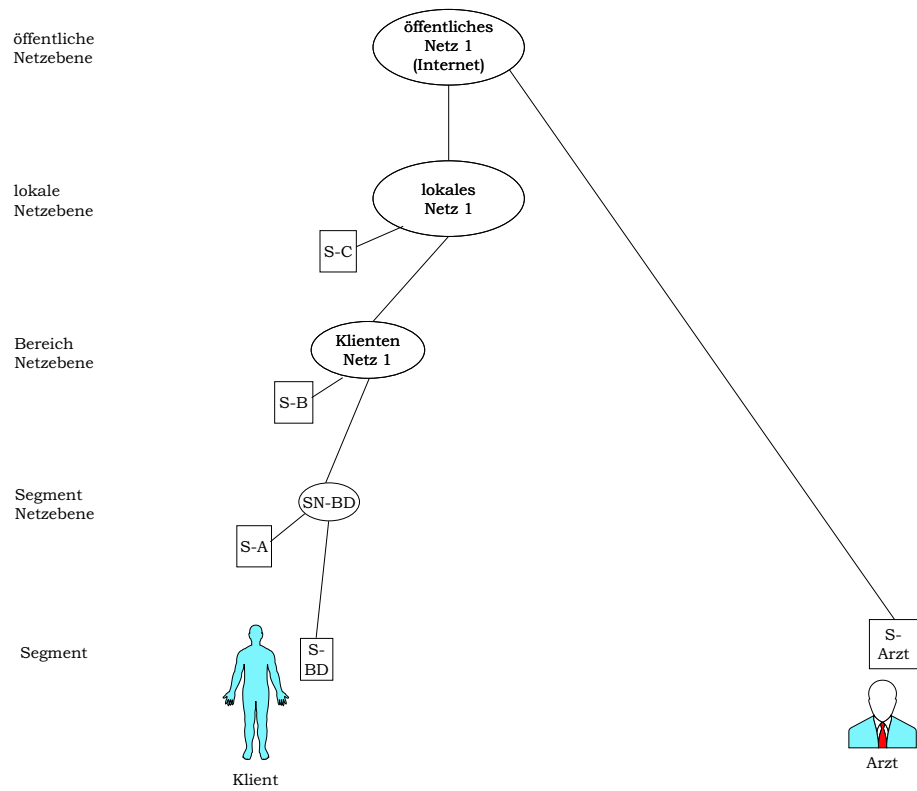 öffentliche
Netzebene
öffentliches
Netz 1
(Internet)
lokale
Netzebene
lokales
Netz 1
S-C
Bereich
Netzebene
Klienten
Netz 1
S-B
Segment
Netzebene
SN-BD
S-A
Segment
S-
BD
S-
Arzt
Klient
Arzt